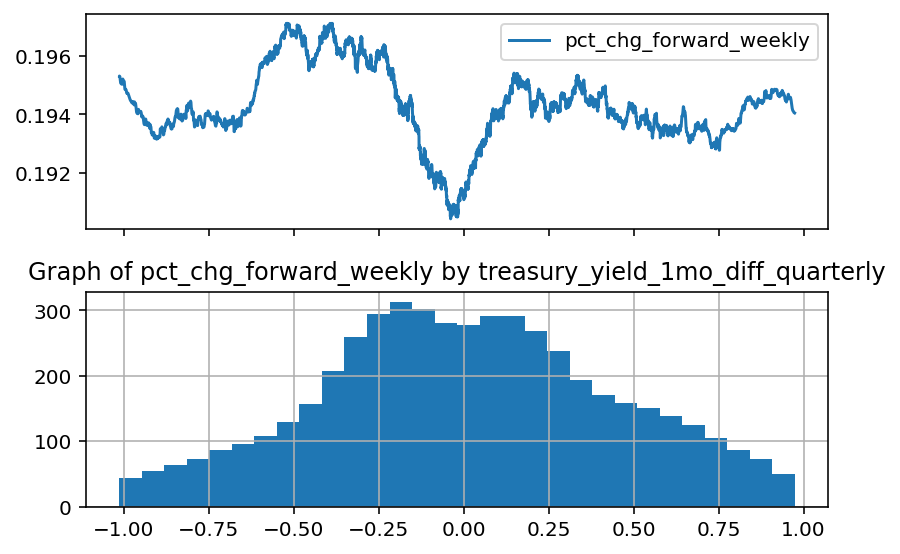 pct_chg_forward_weekly
0.196
0.194
0.192
Graph of pct_chg_forward_weekly by treasury_yield_1mo_diff_quarterly
300
200
100
0
−1.00 −0.75 −0.50 −0.25 0.00 0.25 0.50 0.75 1.00